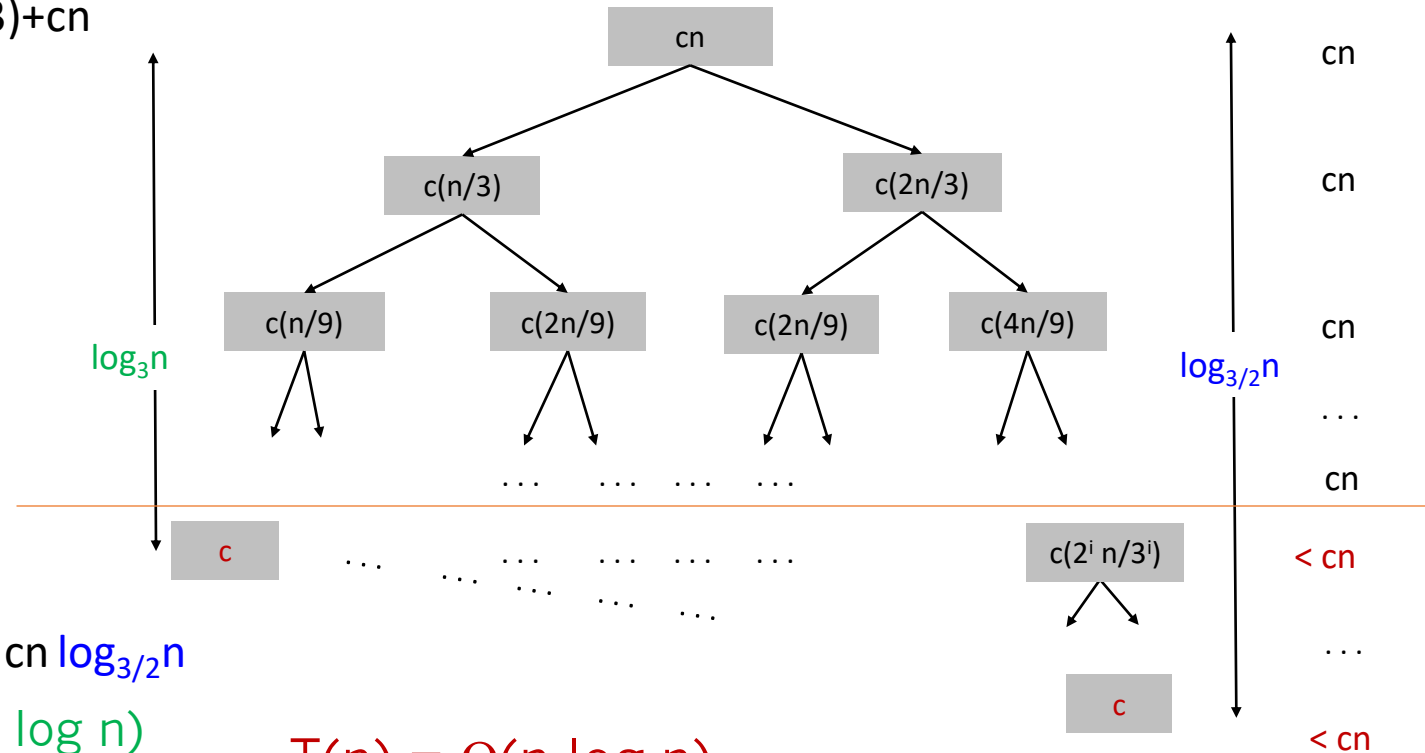 3)+cn
cn
cn
c(n/3)
c(2n/3)
cn
c(n/9)
c(2n/9)
c(2n/9)
c(4n/9)
cn
log₃n
log₃/₂n
. . .
. . .
. . .
. . .
. . .
cn
c
. . .
. . .
. . .
. . .
. . .
c(2ⁱ n/3ⁱ)
< cn
. . .
. . .
. . .
. . .
cn log₃/₂n
. . .
c
log n)
T(n) = Θ(n log n)
< cn